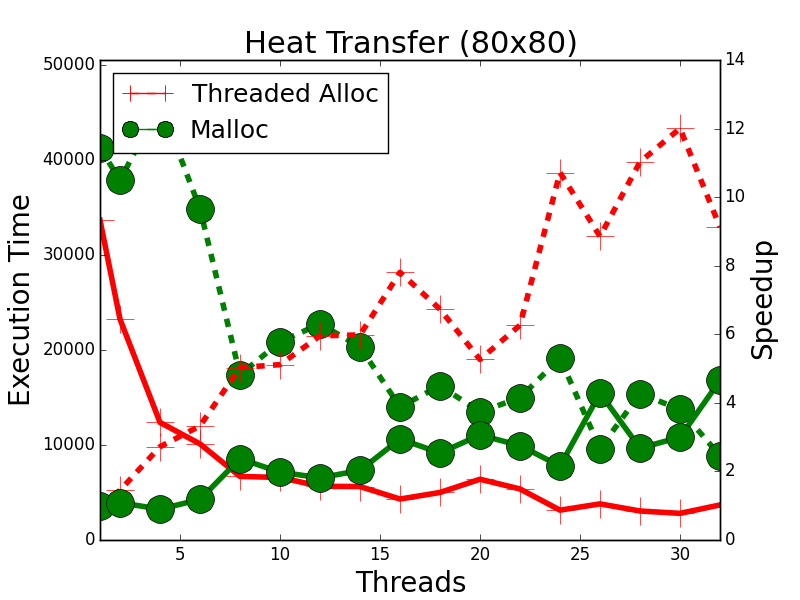 Heat Transfer (80x80)
Threaded Alloc
Malloc
Execution Time
50000
40000
30000
20000
10000
0
Speedup
14
12
10
8
6
4
2
0
5 10 15 20 25 30
Threads